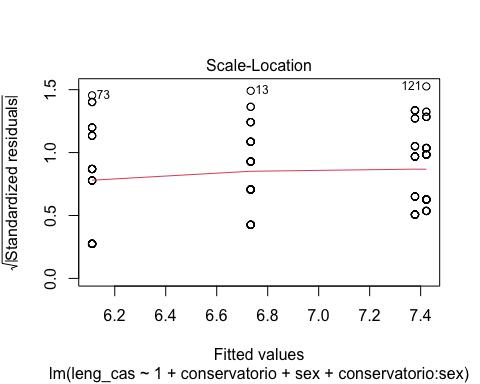 Scale-Location
√|Standardized residuals|
1.5
1.0
0.5
0.0
73
13
121
6.2 6.4 6.6 6.8 7.0 7.2 7.4
Fitted values
lm(leng_cas ~ 1 + conservatorio + sex + conservatorio:sex)